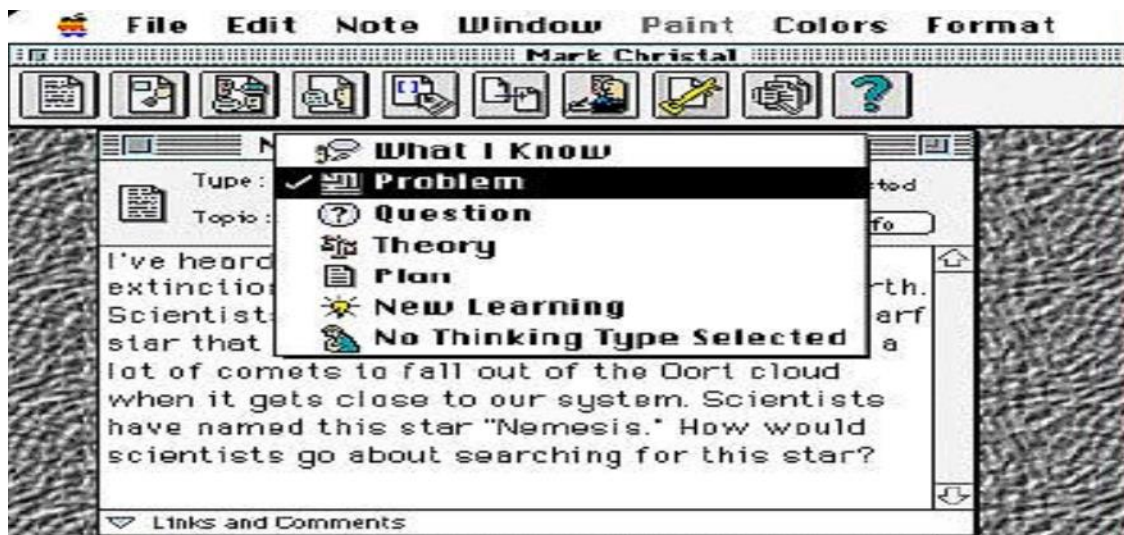 File Edit Note Window Paint Colors Format
Mark Christal
N
What I Know
Type: Problem cted
Question
Topic: fo
Theory
I've heard
Plan
extinction rth.
New Learning
Scientist arf
No Thinking Type Selected
star that a
lot of comets to fall out of the Oort cloud
when it gets close to our system. Scientists
have named this star "Nemesis." How would
scientists go about searching for this star?
Links and Comments